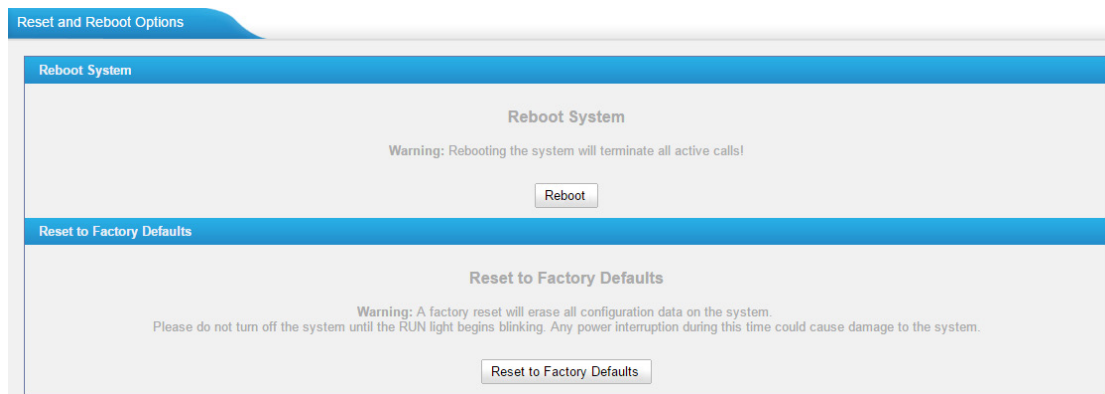 Reset and Reboot Options
Reboot System
Reboot System
Warning: Rebooting the system will terminate all active calls!
Reboot
Reset to Factory Defaults
Reset to Factory Defaults
Warning: A factory reset will erase all configuration data on the system.
Please do not turn off the system until the RUN light begins blinking. Any power interruption during this time could cause damage to the system.
Reset to Factory Defaults